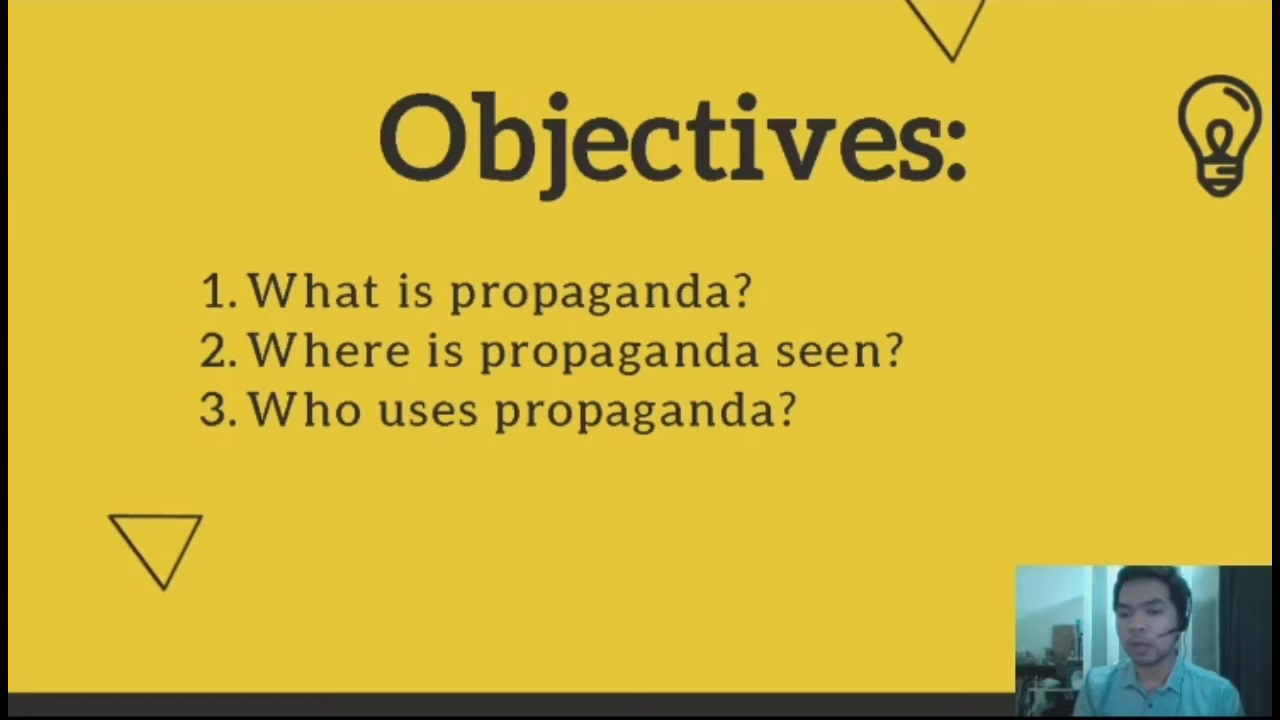 Objectives:
1. What is propaganda?
2. Where is propaganda seen?
3. Who uses propaganda?